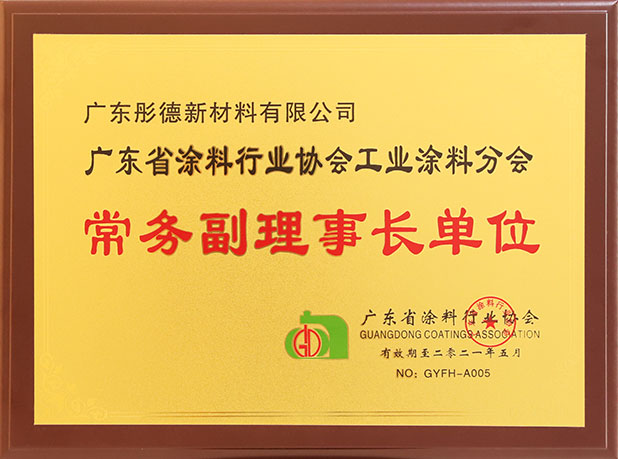 广东彤德新材料有限公司
广东省涂料行业协会工业涂料分会
常务副理事长单位
广东省涂料行业协会
GUANGDONG COATINGS ASSOCIATION
有效期至二零二一年五月
NO: GYFH-A005